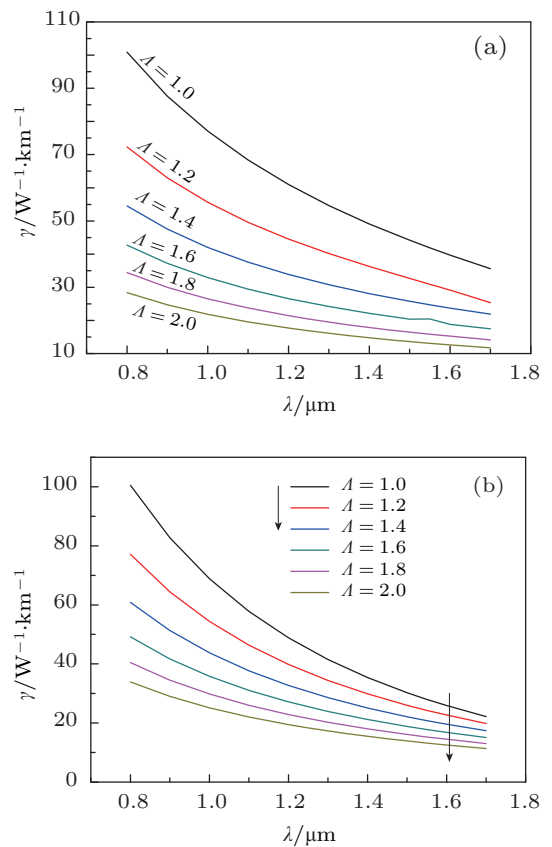 110
(a)
90
70
50
30
10
γ/W⁻¹·km⁻¹
Λ = 1.0
Λ = 1.2
Λ = 1.4
Λ = 1.6
Λ = 1.8
Λ = 2.0
0.8 1.0 1.2 1.4 1.6 1.8
λ/μm
(b)
100
80
60
40
20
0
γ/W⁻¹·km⁻¹
Λ = 1.0
Λ = 1.2
Λ = 1.4
Λ = 1.6
Λ = 1.8
Λ = 2.0
0.8 1.0 1.2 1.4 1.6 1.8
λ/μm